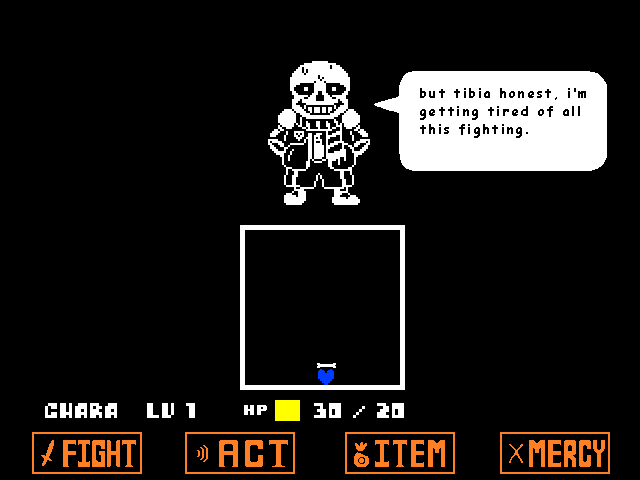 but tibia honest, i'm
getting tired of all
this fighting.
CHARA LV 1 HP 30 / 20
FIGHT ACT ITEM MERCY